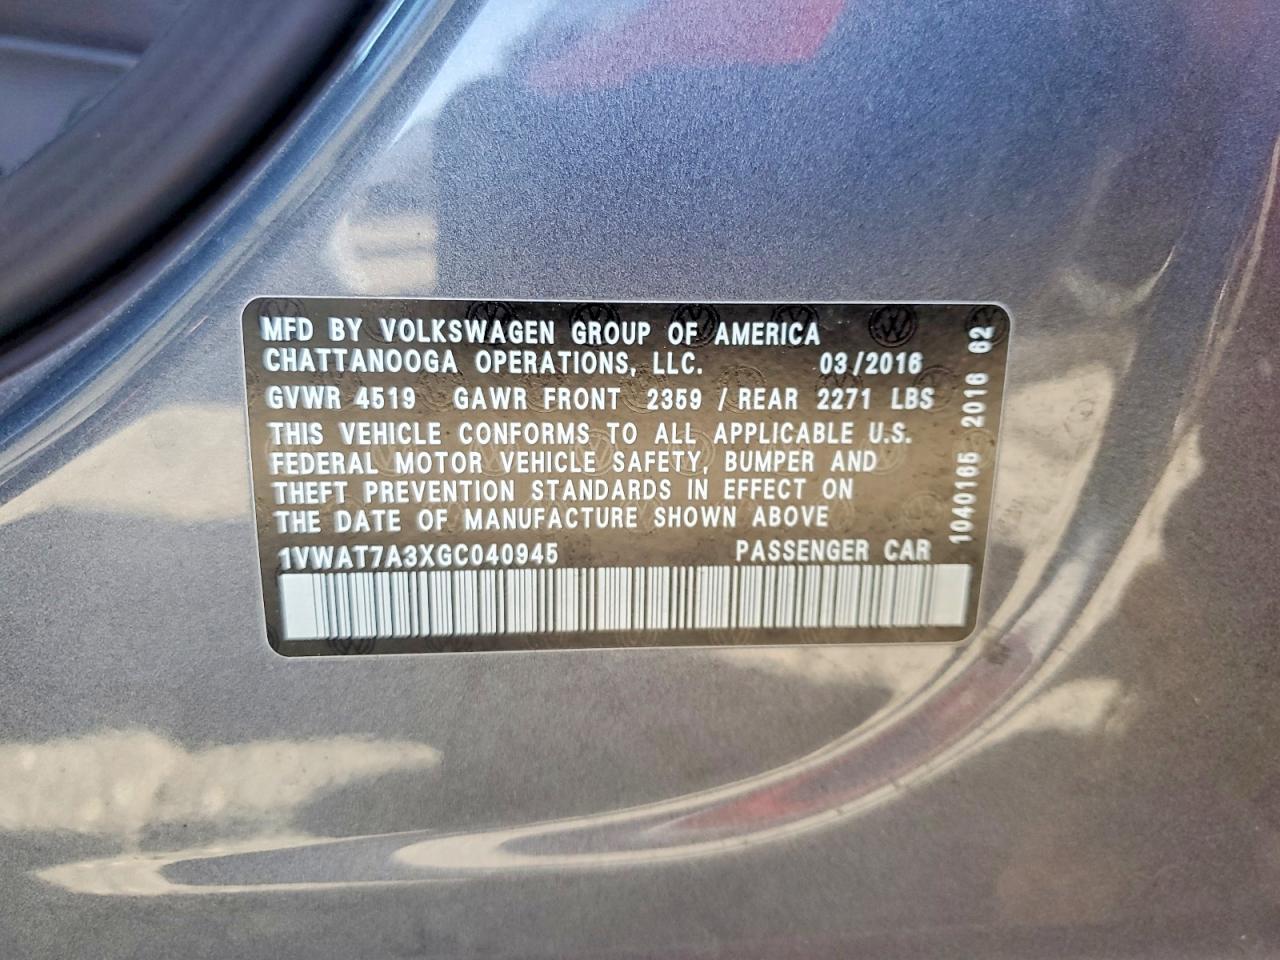 MFD BY VOLKSWAGEN GROUP OF AMERICA
CHATTANOOGA OPERATIONS, LLC. 03/2016
GVWR 4519 GAWR FRONT 2359 / REAR 2271 LBS
THIS VEHICLE CONFORMS TO ALL APPLICABLE U.S.
FEDERAL MOTOR VEHICLE SAFETY, BUMPER AND
THEFT PREVENTION STANDARDS IN EFFECT ON
THE DATE OF MANUFACTURE SHOWN ABOVE
1VWAT7A3XGC040945 PASSENGER CAR
1040165 2016 62